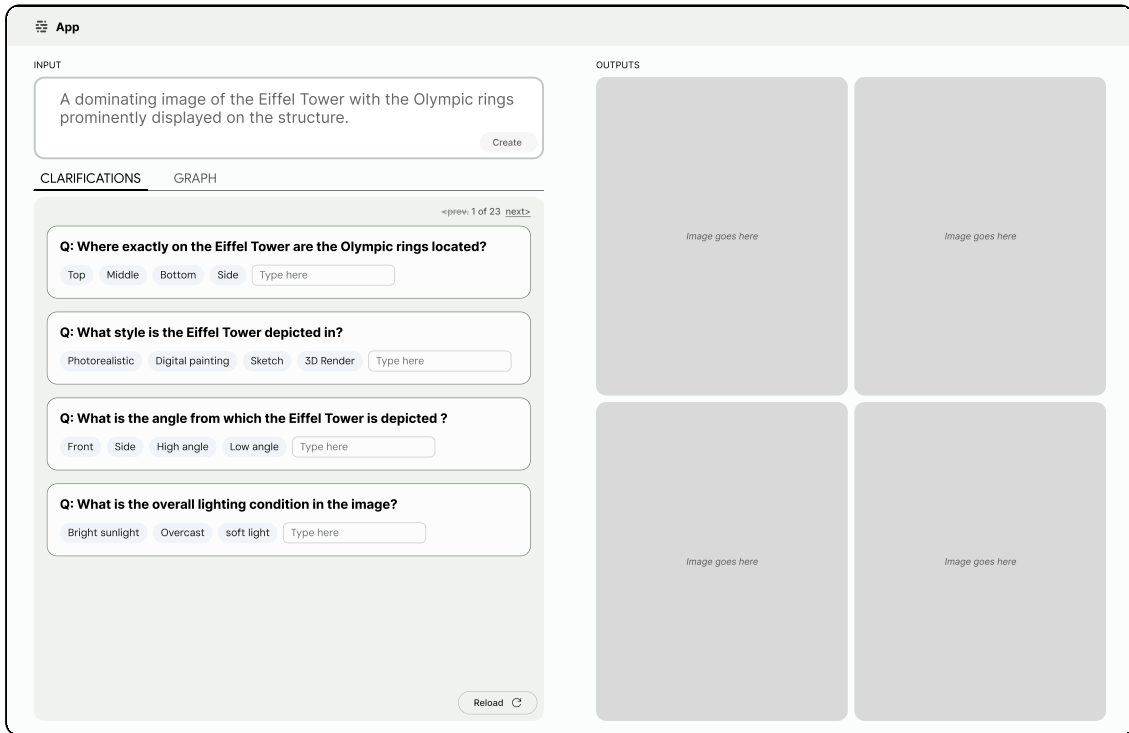 App
INPUT
A dominating image of the Eiffel Tower with the Olympic rings
prominently displayed on the structure.
Create
CLARIFICATIONS GRAPH
<prev. 1 of 23 next>
Q: Where exactly on the Eiffel Tower are the Olympic rings located?
Top Middle Bottom Side Type here
Q: What style is the Eiffel Tower depicted in?
Photorealistic Digital painting Sketch 3D Render Type here
Q: What is the angle from which the Eiffel Tower is depicted ?
Front Side High angle Low angle Type here
Q: What is the overall lighting condition in the image?
Bright sunlight Overcast soft light Type here
Reload
OUTPUTS
Image goes here Image goes here
Image goes here Image goes here